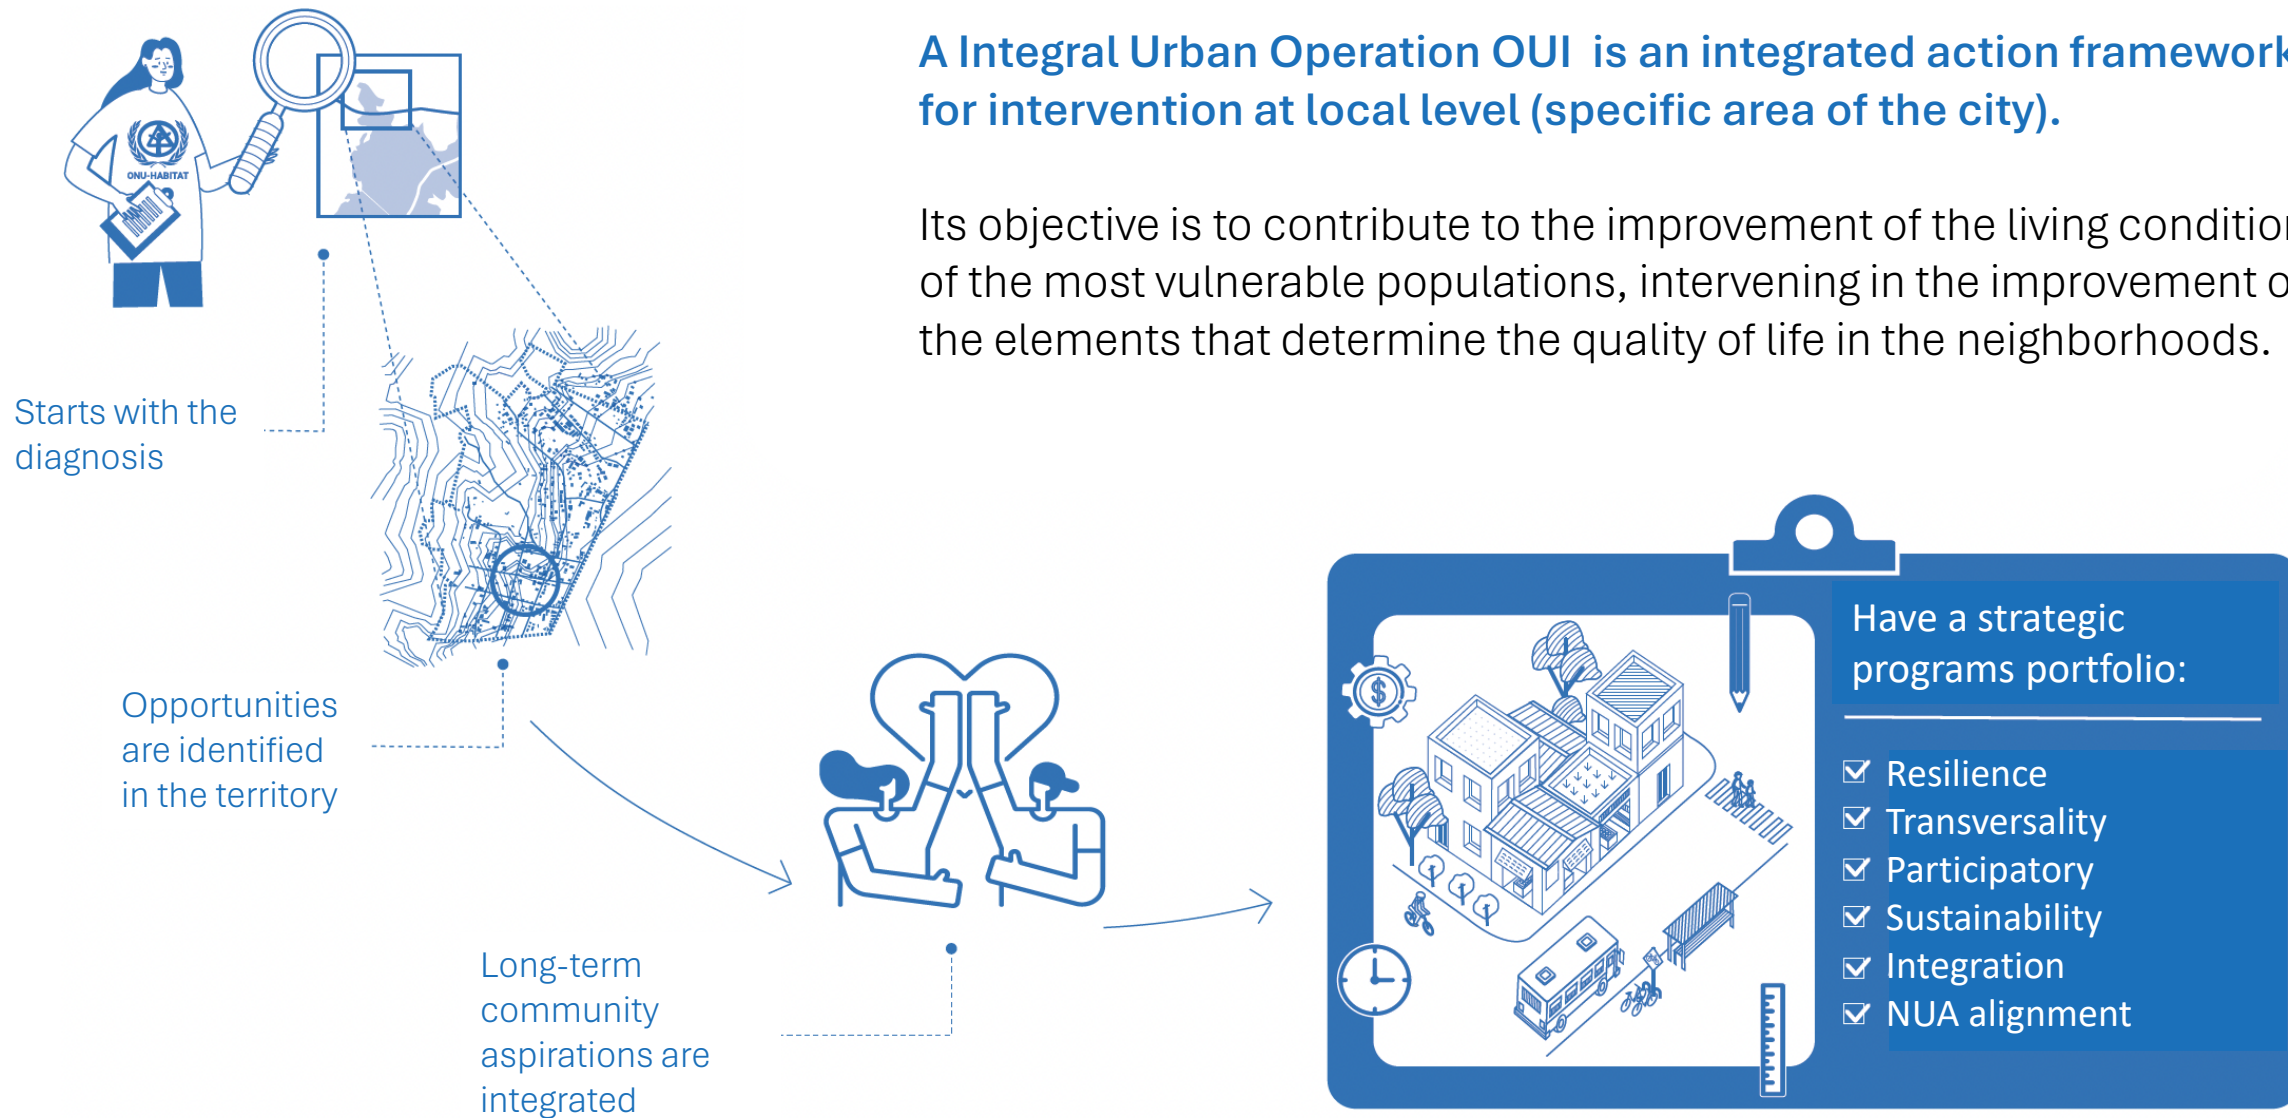 A Integral Urban Operation OUI is an integrated action framework
for intervention at local level (specific area of the city).
Its objective is to contribute to the improvement of the living condition
of the most vulnerable populations, intervening in the improvement o
the elements that determine the quality of life in the neighborhoods.
ONU-HABITAT
Starts with the
diagnosis
Opportunities
are identified
in the territory
Long-term
community
aspirations are
integrated
$
Have a strategic
programs portfolio:
Resilience
Transversality
Participatory
Sustainability
Integration
NUA alignment